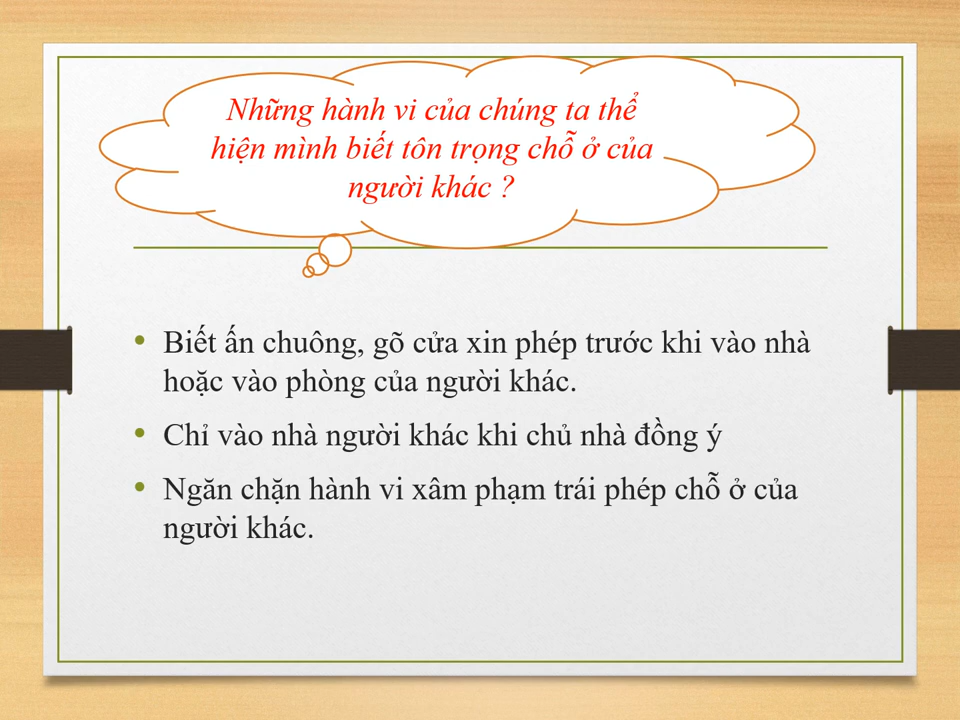 Những hành vi của chúng ta thể
hiện mình biết tôn trọng chỗ ở của
người khác ?
• Biết ấn chuông, gõ cửa xin phép trước khi vào nhà
hoặc vào phòng của người khác.
• Chỉ vào nhà người khác khi chủ nhà đồng ý
• Ngăn chặn hành vi xâm phạm trái phép chỗ ở của
người khác.